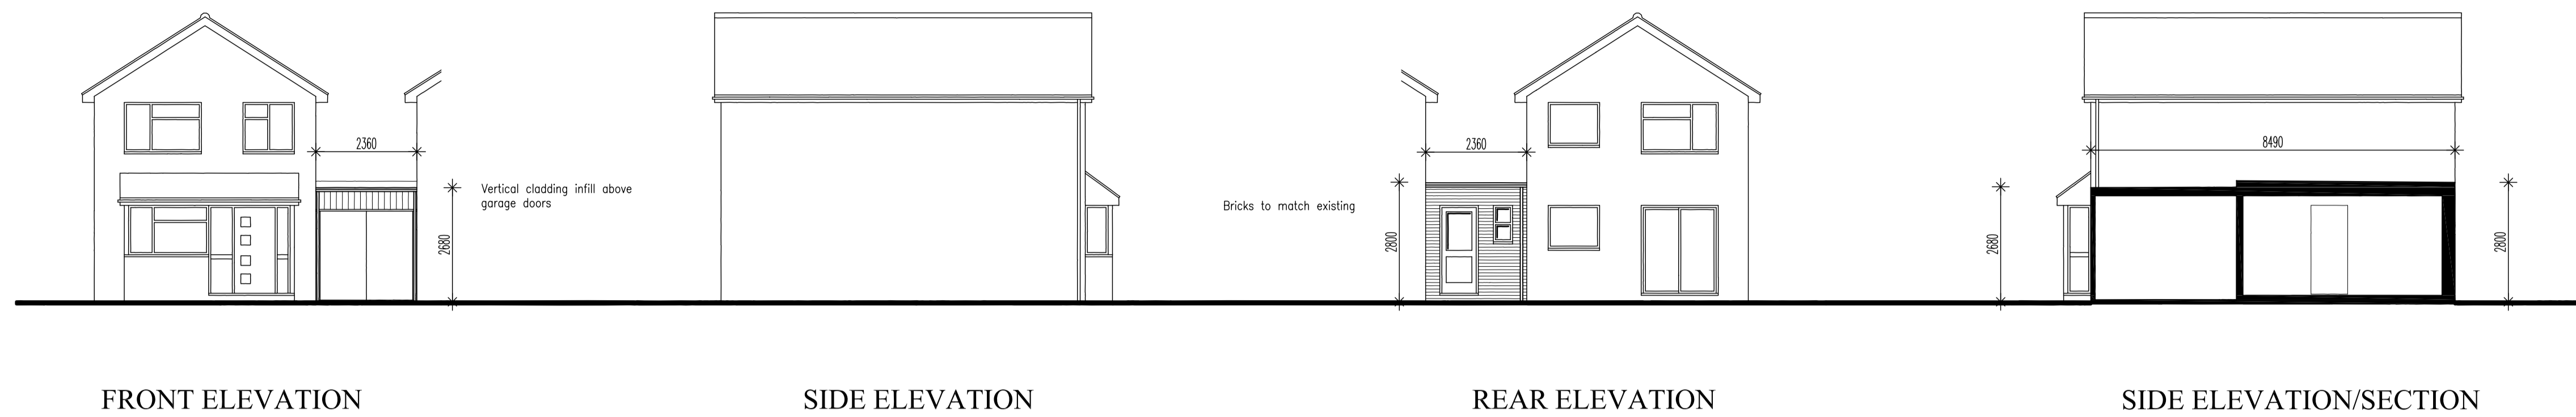 2360
Vertical cladding infill above
garage doors
2680
FRONT ELEVATION
SIDE ELEVATION
2360
Bricks to match existing
2800
REAR ELEVATION
8490
2680
2800
SIDE ELEVATION/SECTION